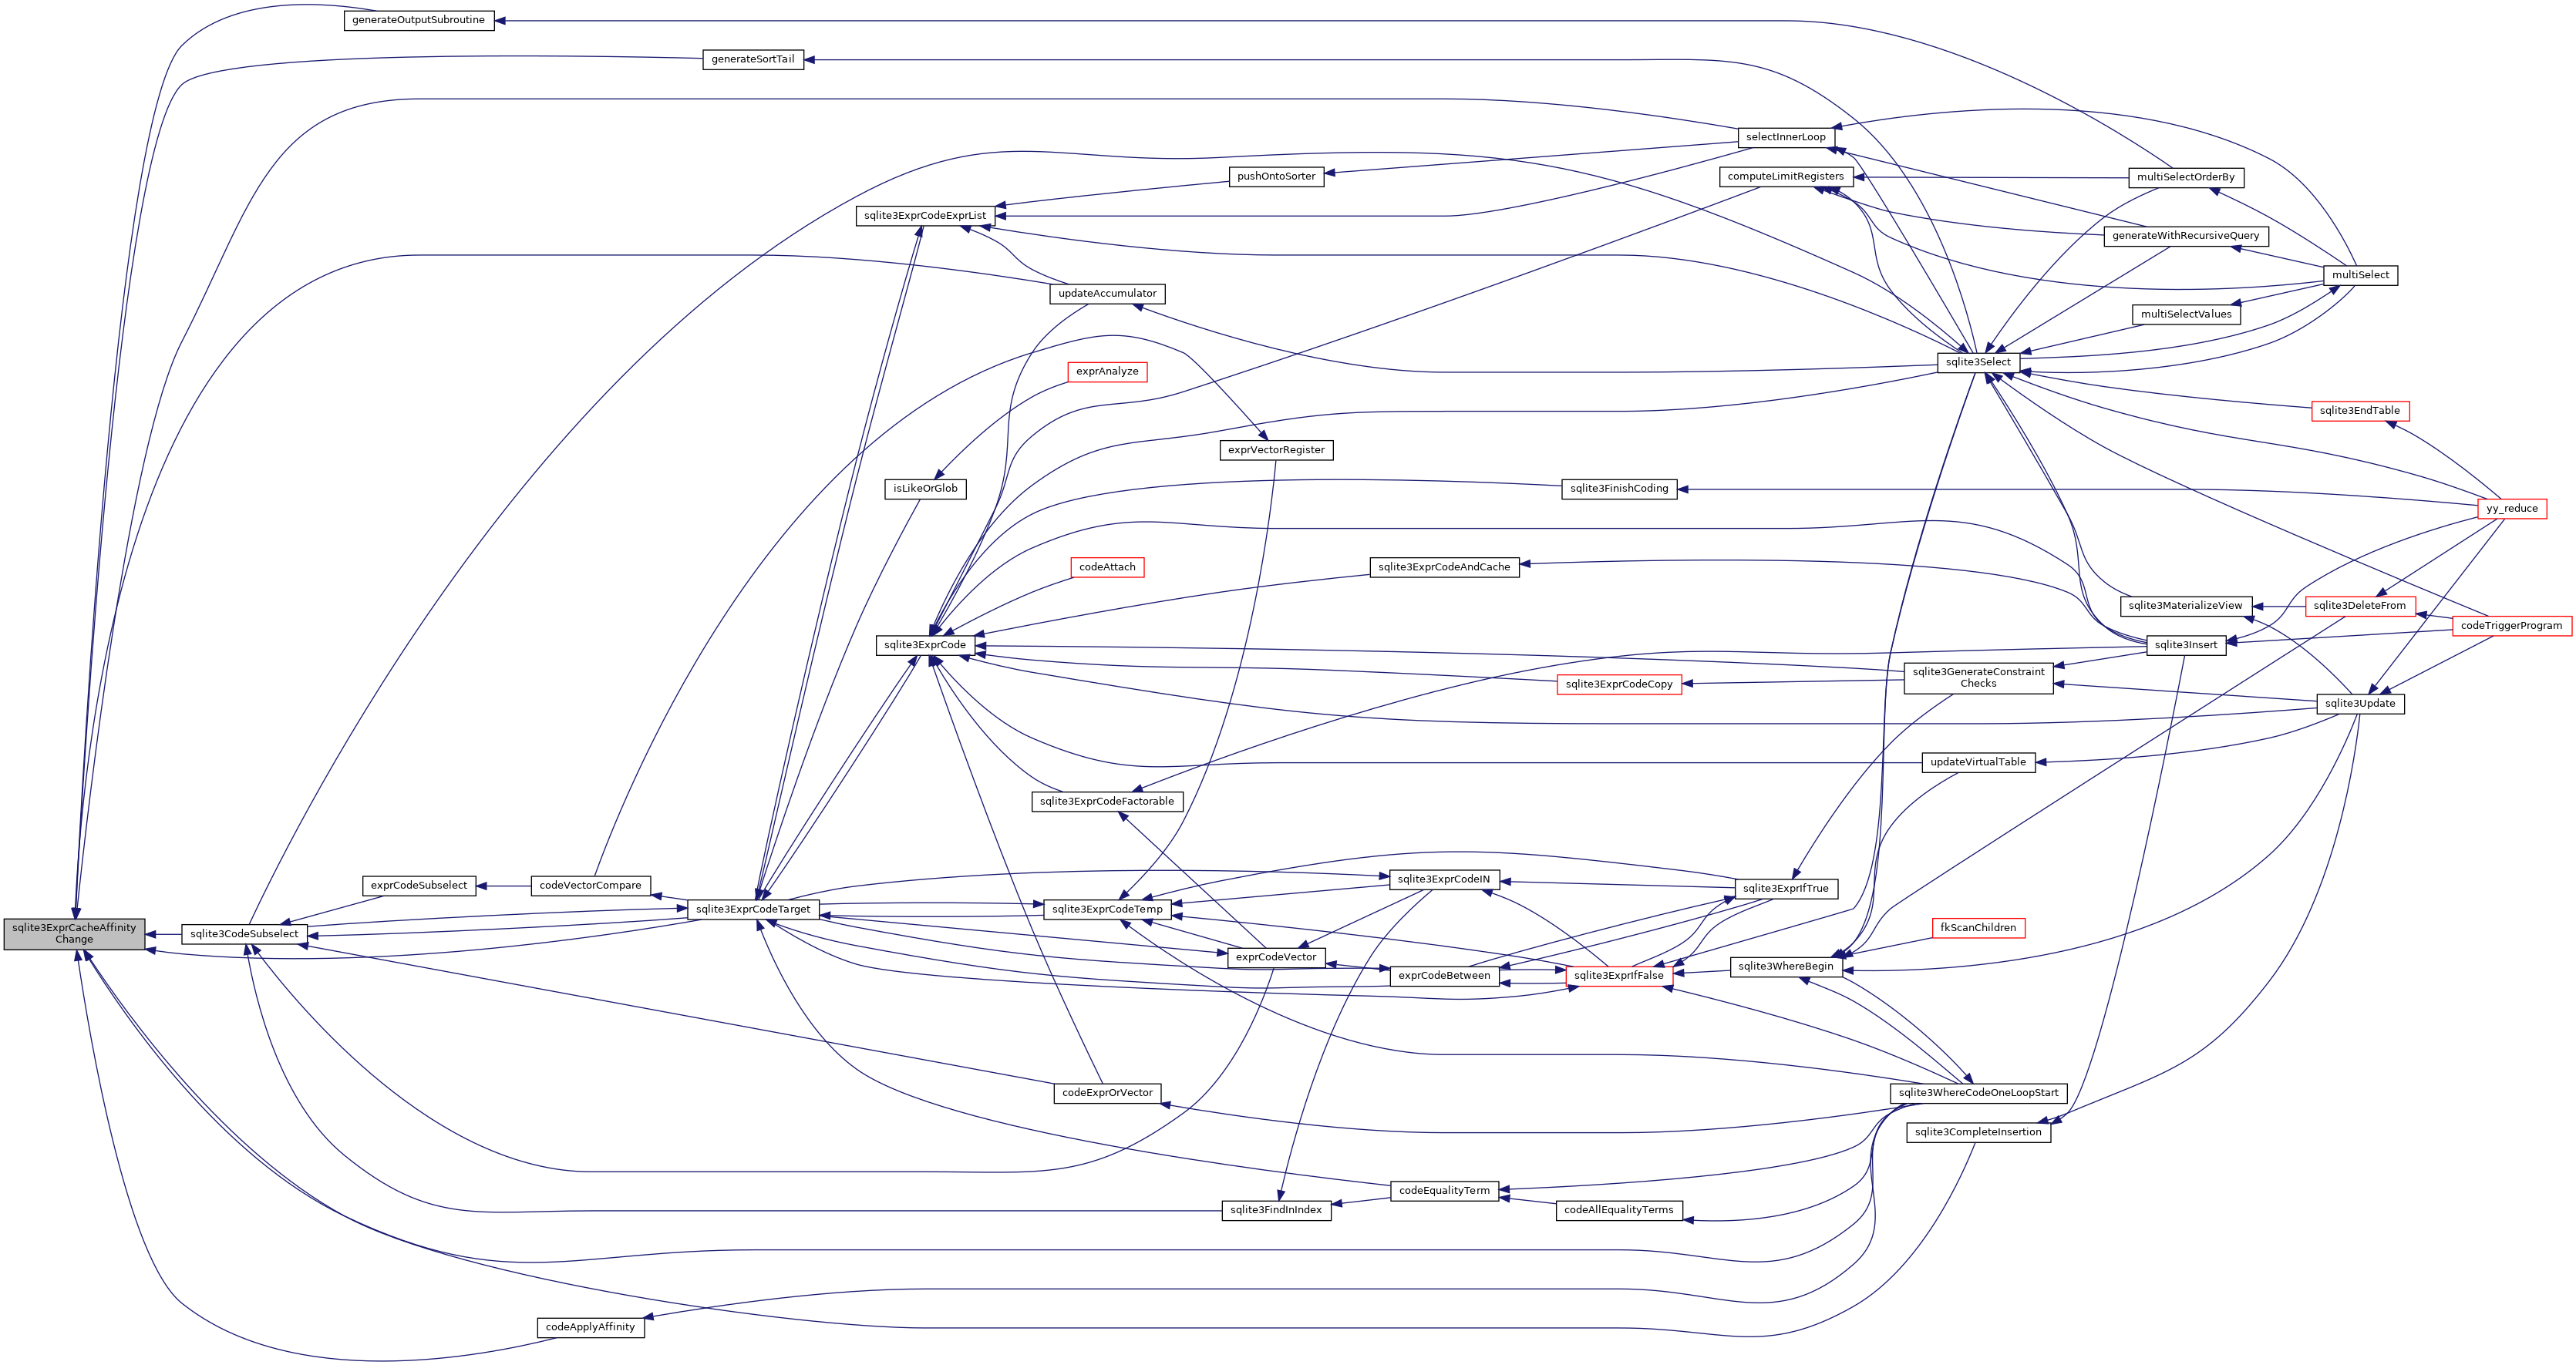 generateOutputSubroutine
generateSortTail
selectInnerLoop
pushOntoSorter
computeLimitRegisters
multiSelectOrderBy
sqlite3ExprCodeExprList
generateWithRecursiveQuery
multiSelect
updateAccumulator
multiSelectValues
sqlite3Select
exprAnalyze
sqlite3EndTable
exprVectorRegister
isLikeOrGlob
sqlite3FinishCoding
yy_reduce
codeAttach
sqlite3ExprCodeAndCache
sqlite3MaterializeView
sqlite3DeleteFrom
codeTriggerProgram
sqlite3ExprCode
sqlite3Insert
sqlite3GenerateConstraint
Checks
sqlite3ExprCodeCopy
sqlite3Update
updateVirtualTable
sqlite3ExprCodeFactorable
exprCodeSubselect
codeVectorCompare
sqlite3ExprCodeIN
sqlite3ExprIfTrue
sqlite3ExprCodeTarget
sqlite3ExprCodeTemp
sqlite3ExprCacheAffinity
Change
sqlite3CodeSubselect
fkScanChildren
exprCodeVector
exprCodeBetween
sqlite3ExprIfFalse
sqlite3WhereBegin
codeExprOrVector
sqlite3WhereCodeOneLoopStart
sqlite3CompleteInsertion
codeEqualityTerm
sqlite3FindInIndex
codeAllEqualityTerms
codeApplyAffinity